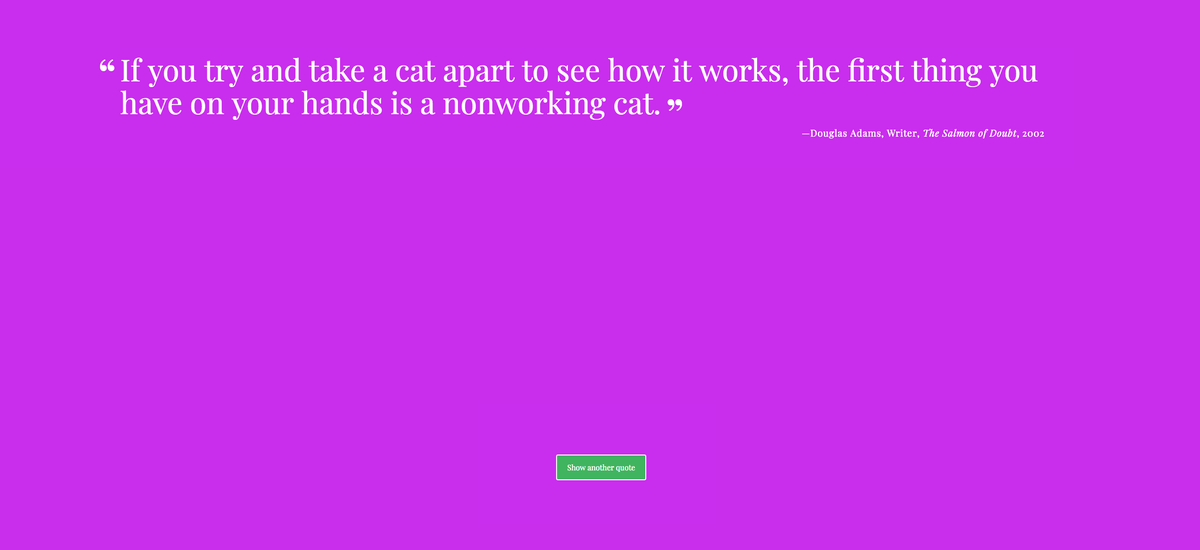 “ If you try and take a cat apart to see how it works, the first thing you
have on your hands is a nonworking cat. ”
—Douglas Adams, Writer, The Salmon of Doubt, 2002
Show another quote